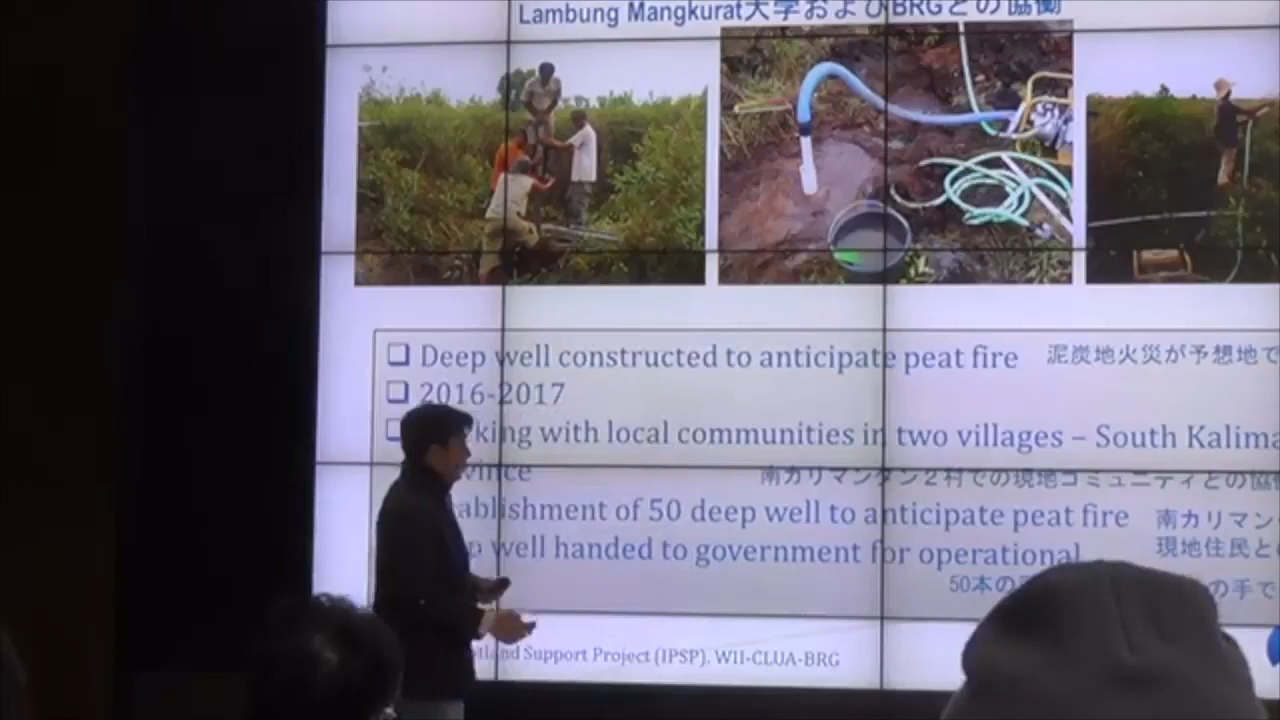 Lambung Mangkurat大学およびBRGとの協働
Deep well constructed to anticipate peat fire 泥炭地火災が予想地で
2016-2017
king with local communities in two villages – South Kalima
vince 南カリマンタン2村での現地コミュニティとの協働
ablishment of 50 deep well to anticipate peat fire 南カリマン
p well handed to government for operational 現地住民と
50本の の手で
tland Support Project (IPSP). WII-CLUA-BRG